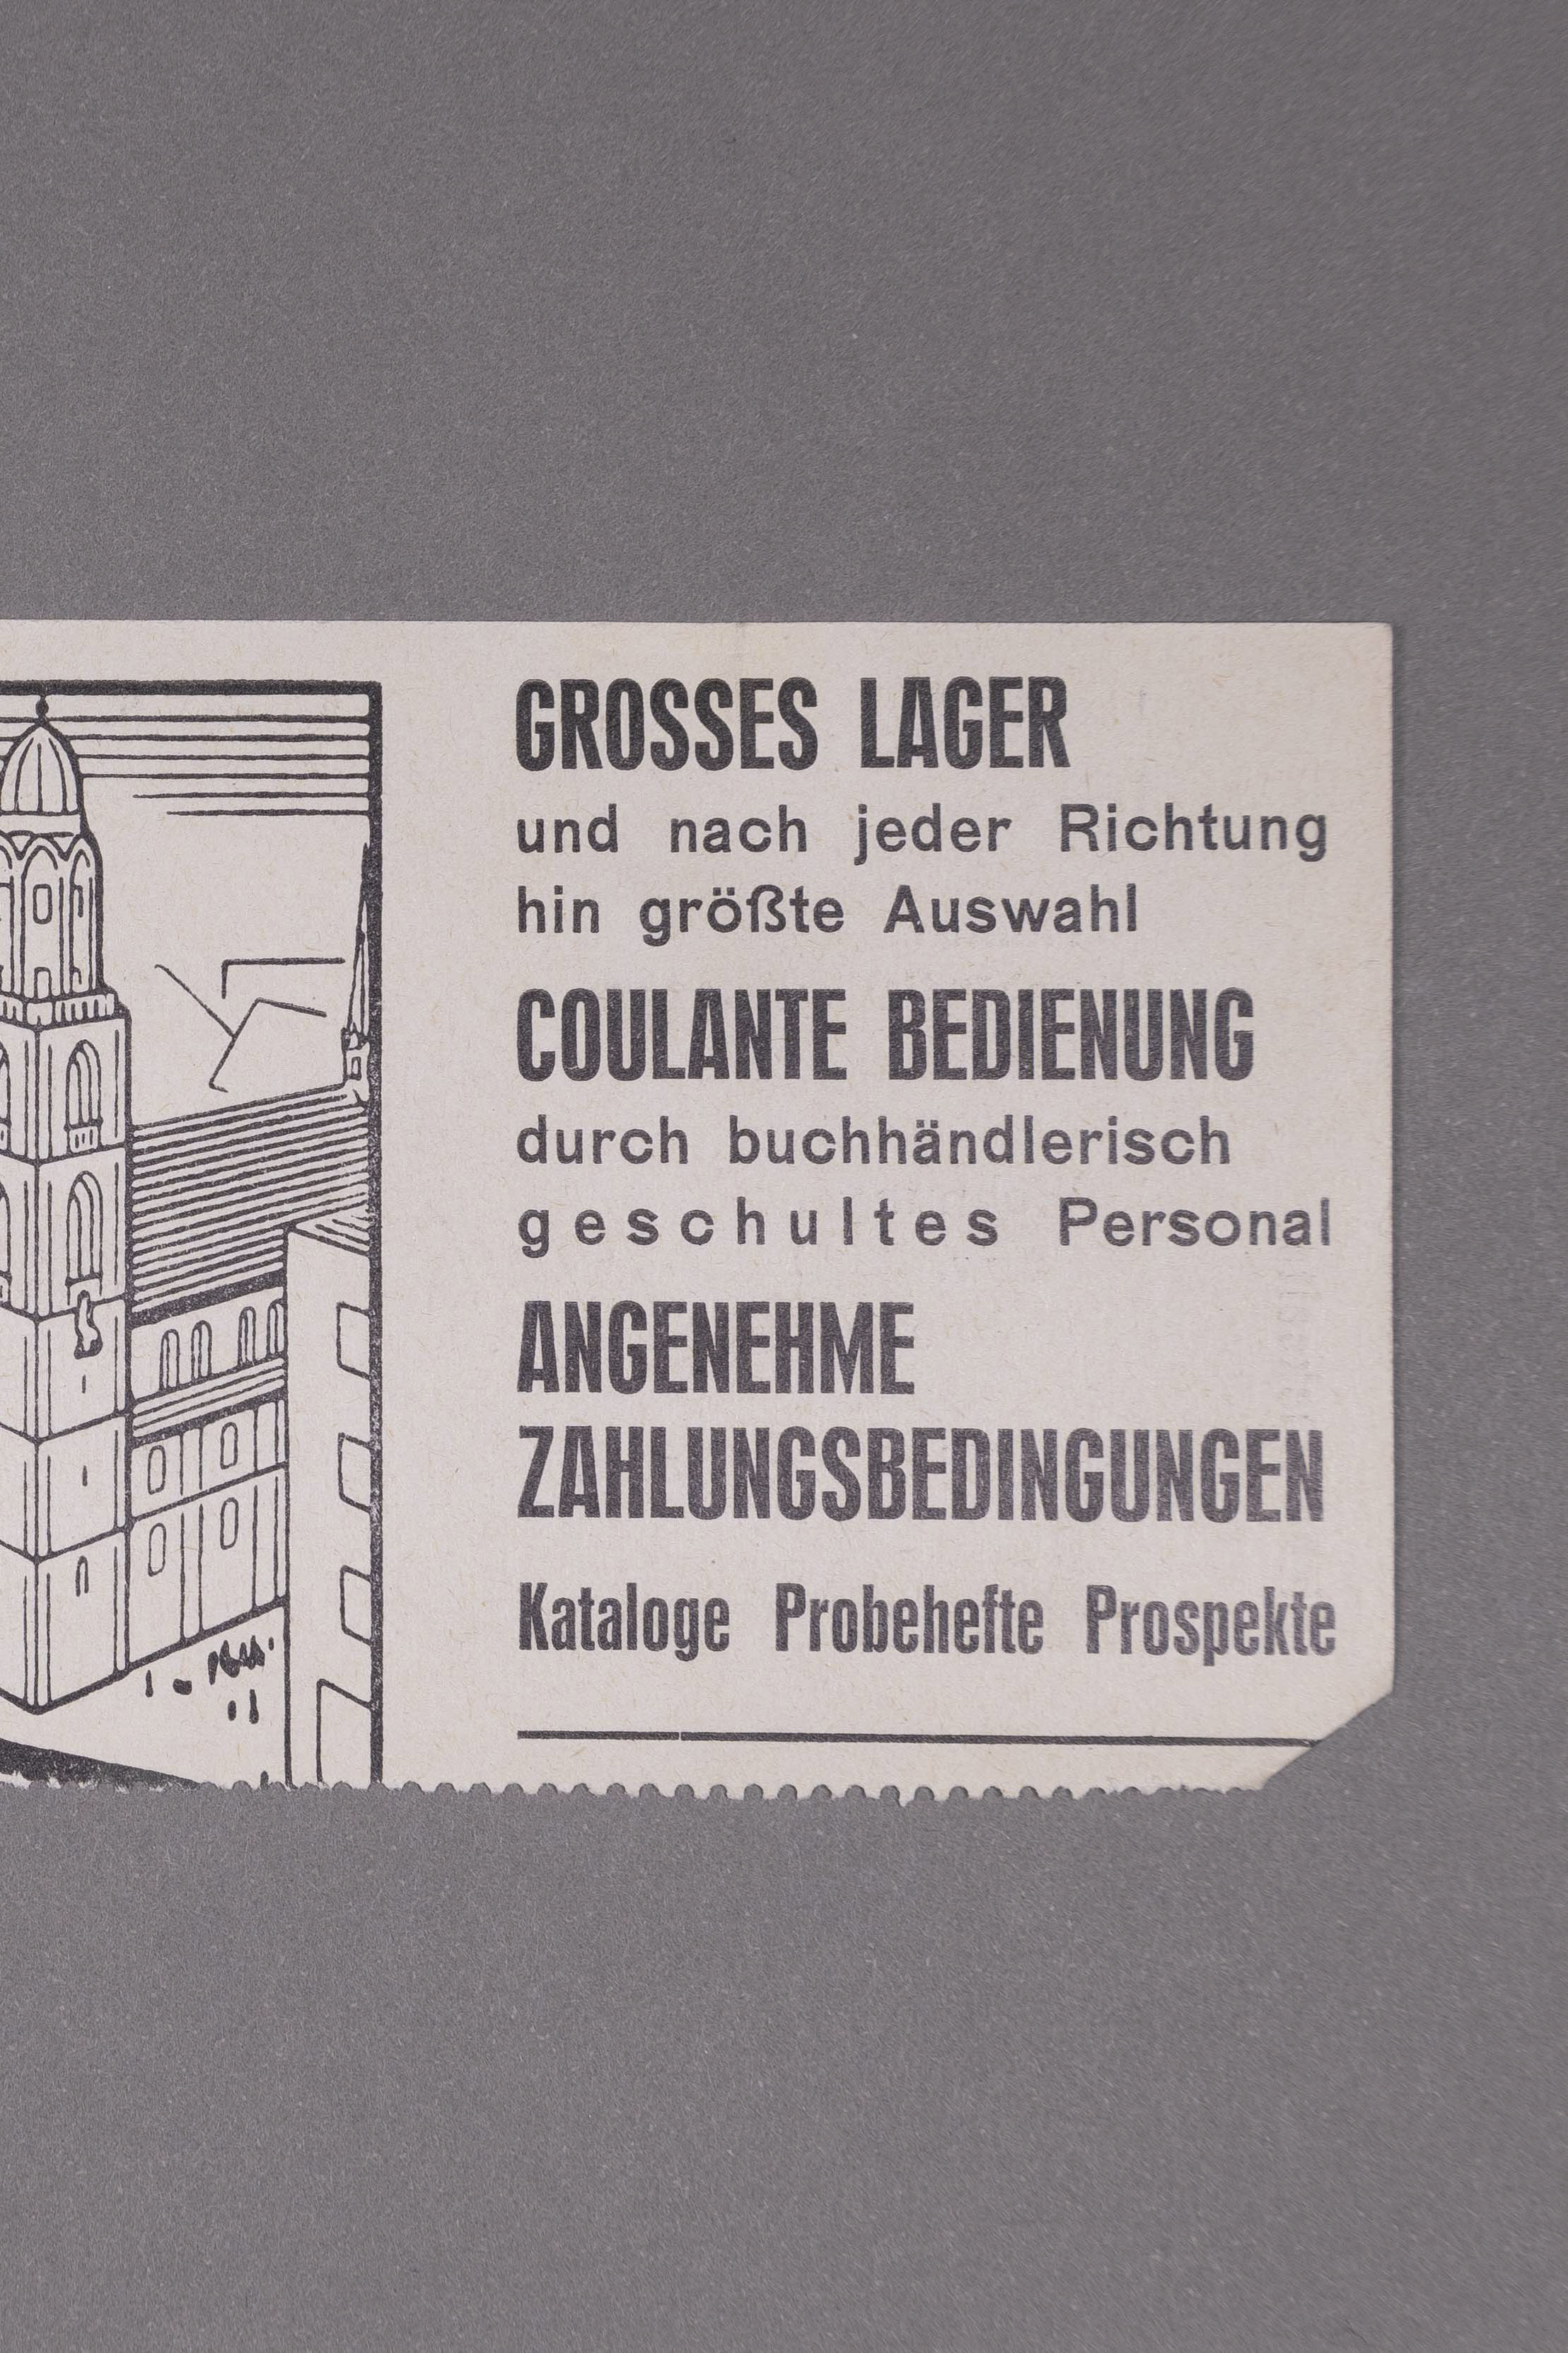 GROSSES LAGER
und nach jeder Richtung
hin größte Auswahl
COULANTE BEDIENUNG
durch buchhändlerisch
geschultes Personal
ANGENEHME
ZAHLUNGSBEDINGUNGEN
Kataloge Probehefte Prospekte